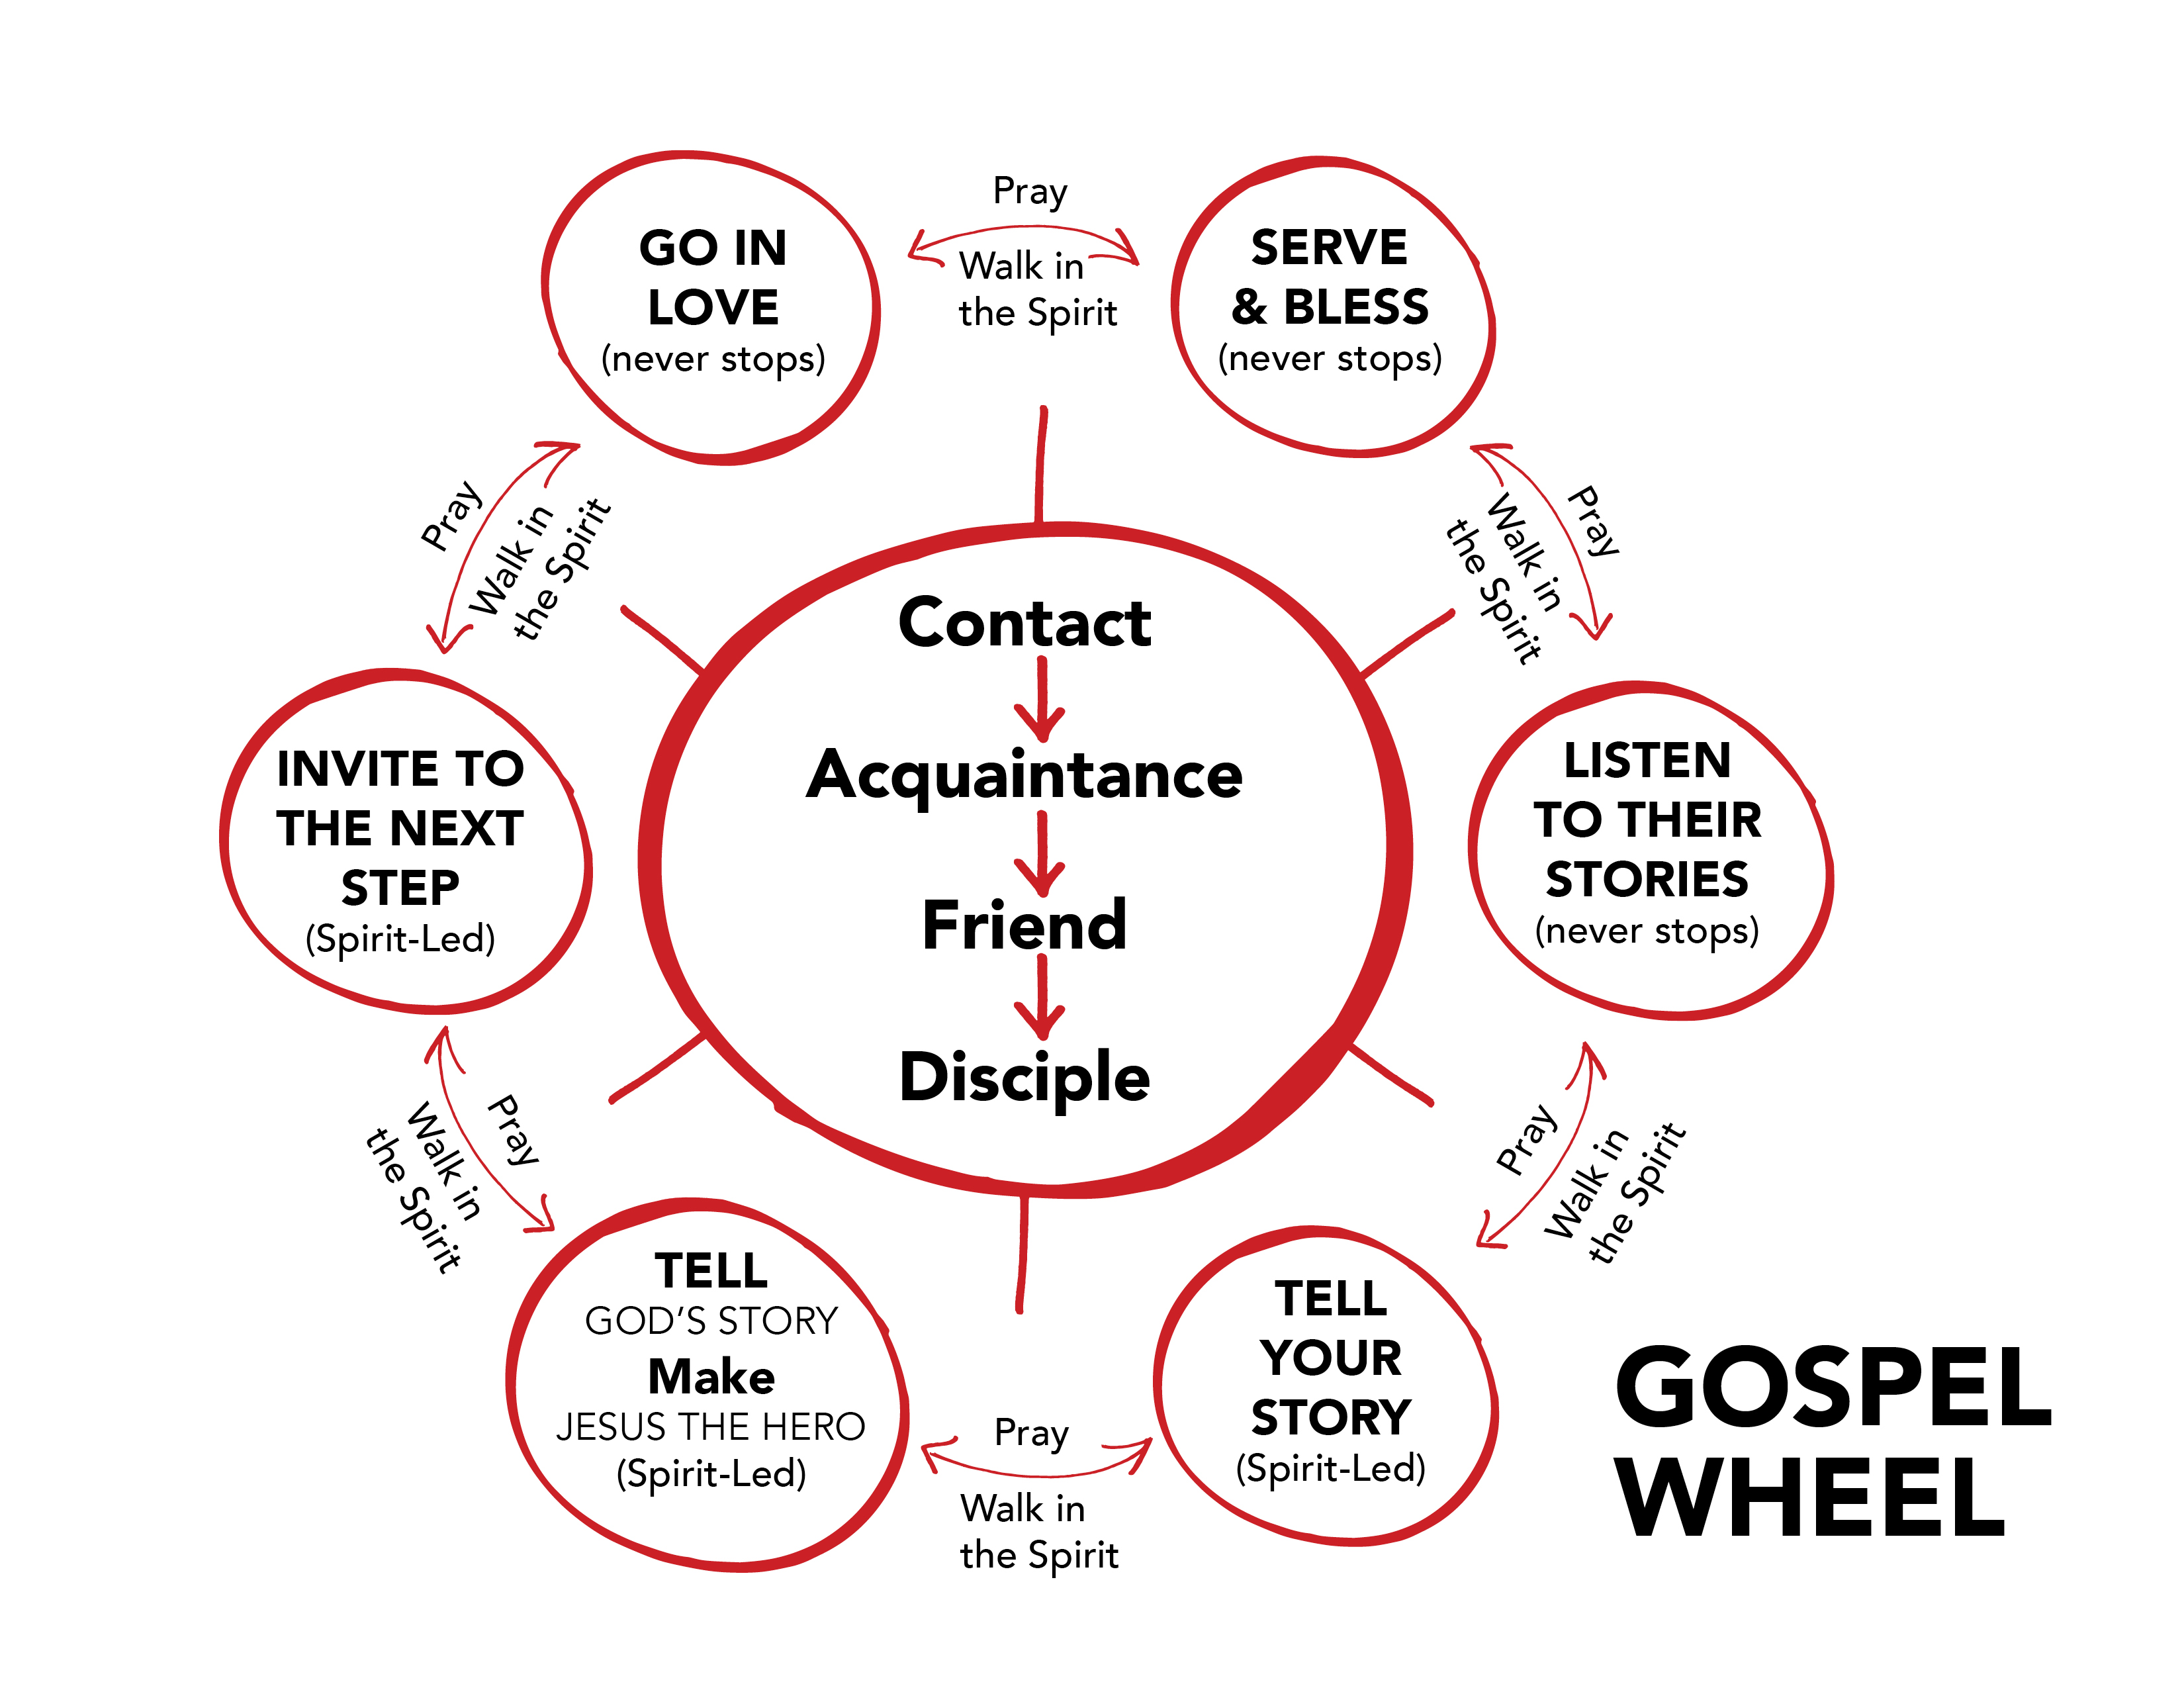 GO IN
LOVE
(never stops)
Pray
Walk in
the Spirit
SERVE
& BLESS
(never stops)
Pray
Walk in
the Spirit
LISTEN
TO THEIR
STORIES
(never stops)
Pray
Walk in
the Spirit
TELL
YOUR
STORY
(Spirit-Led)
Pray
Walk in
the Spirit
TELL
GOD'S STORY
Make
JESUS THE HERO
(Spirit-Led)
Pray
Walk in
the Spirit
INVITE TO
THE NEXT
STEP
(Spirit-Led)
Pray
Walk in
the Spirit
Contact
Acquaintance
Friend
Disciple
GOSPEL
WHEEL